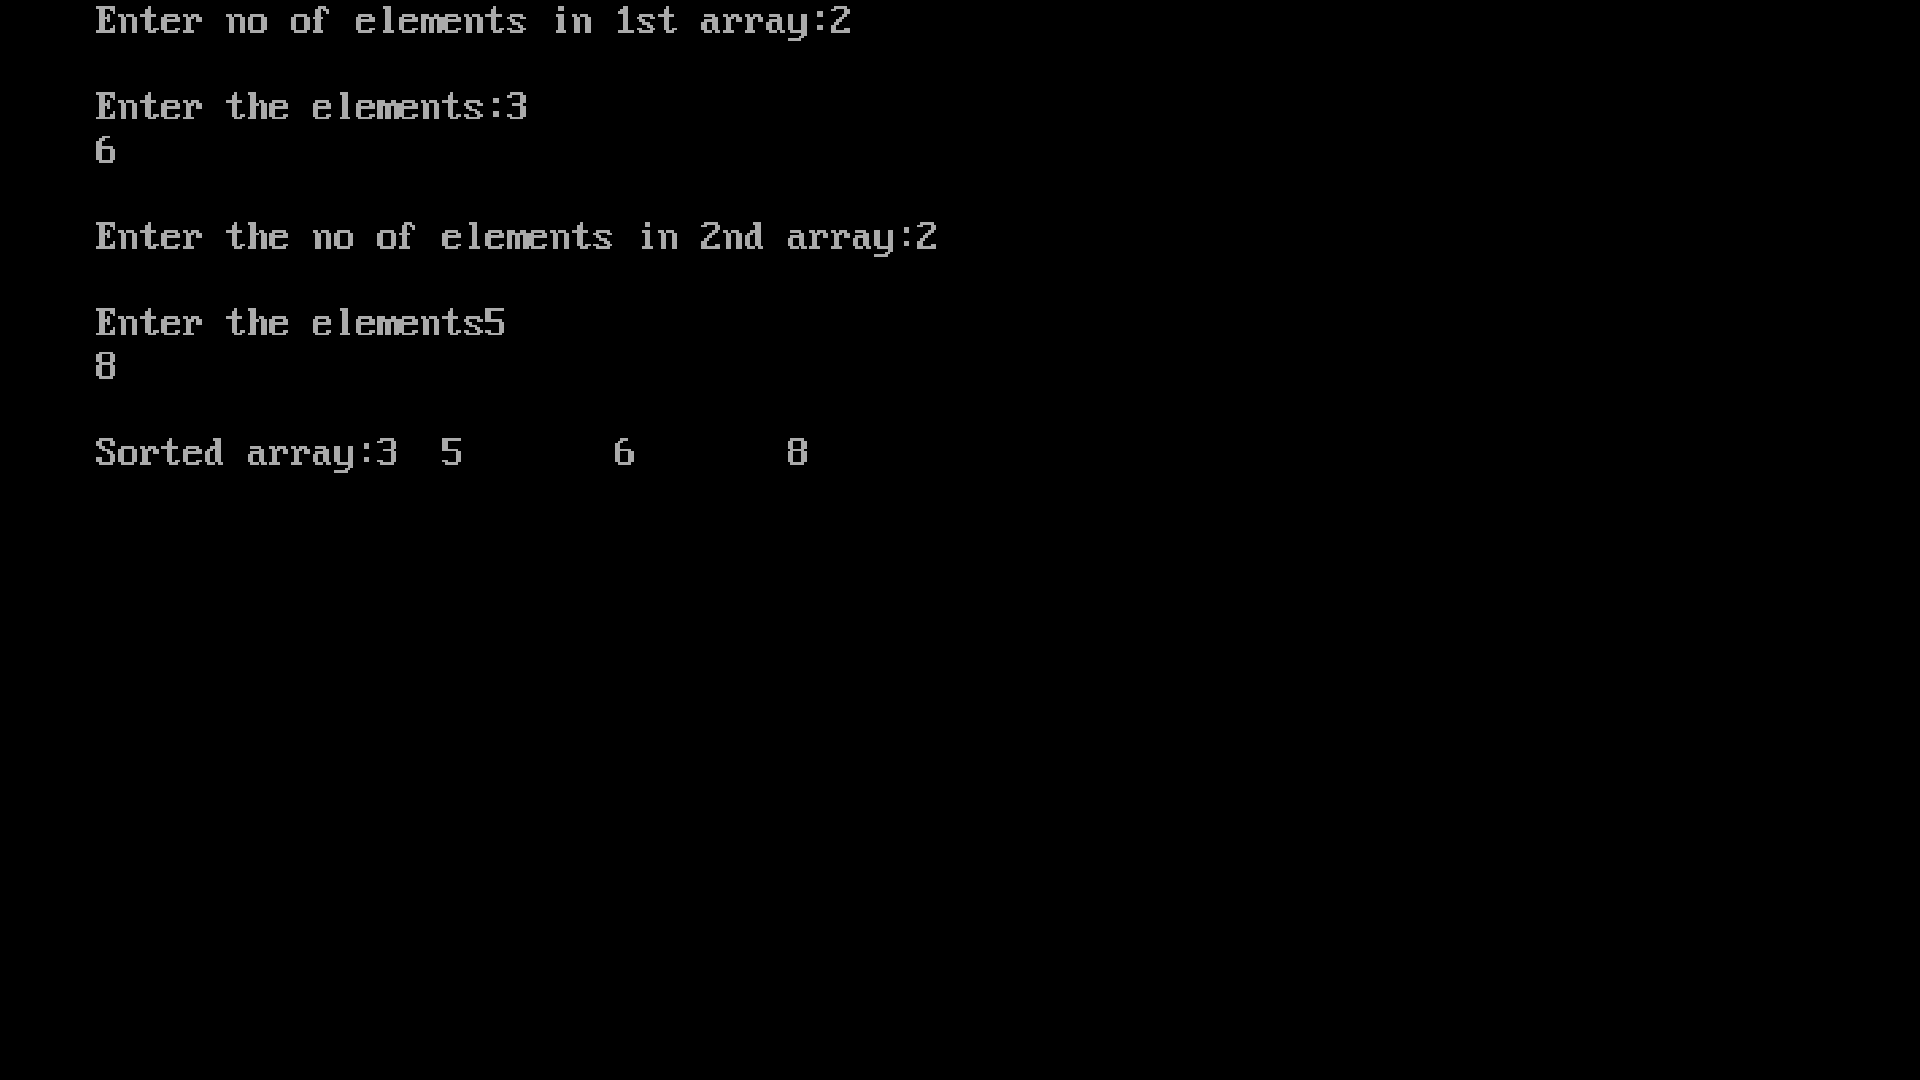 Enter no of elements in 1st array:2
Enter the elements:3
6
Enter the no of elements in 2nd array:2
Enter the elements5
8
Sorted array:3  5       6       8